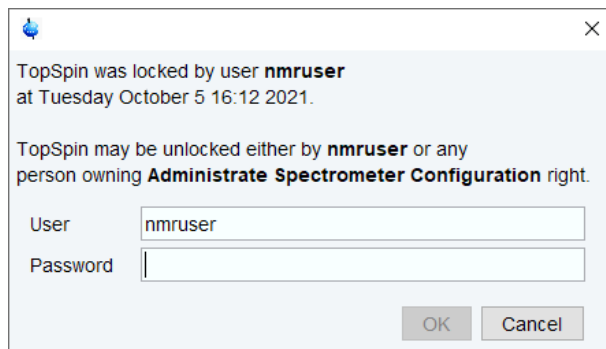 TopSpin was locked by user nmruser
at Tuesday October 5 16:12 2021.
TopSpin may be unlocked either by nmruser or any
person owning Administrate Spectrometer Configuration right.
User nmruser
Password
OK Cancel